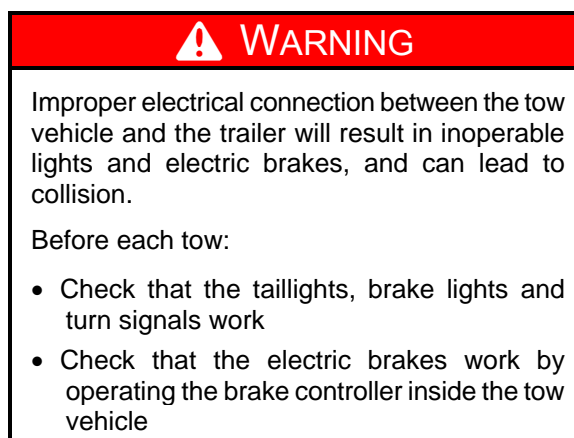 WARNING
Improper electrical connection between the tow
vehicle and the trailer will result in inoperable
lights and electric brakes, and can lead to
collision.
Before each tow:
• Check that the taillights, brake lights and
turn signals work
• Check that the electric brakes work by
operating the brake controller inside the tow
vehicle